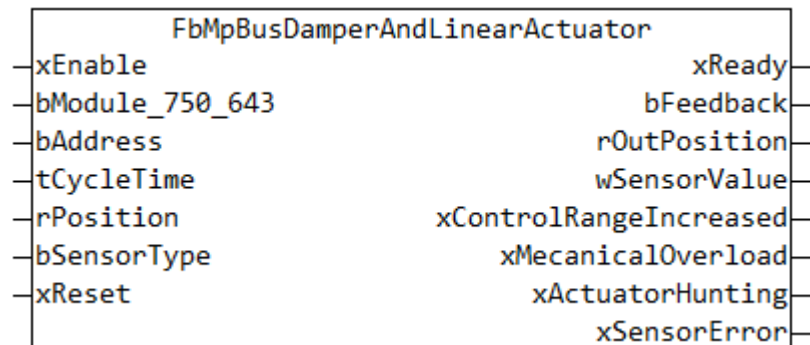 FbMpBusDamperAndLinearActuator
xEnable xReady
bModule_750_643 bFeedback
bAddress rOutPosition
tCycleTime wSensorValue
rPosition xControlRangeIncreased
bSensorType xMecanicalOverload
xReset xActuatorHunting
xSensorError